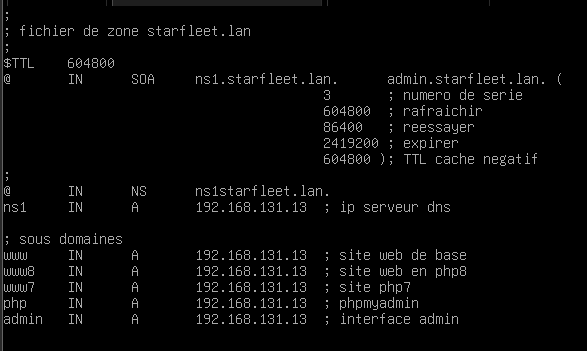 ;
; fichier de zone starfleet.lan
;
$TTL    604800
@       IN      SOA     ns1.starfleet.lan.      admin.starfleet.lan. (
                                        3       ; numero de serie
                                        604800  ; rafraichir
                                        86400   ; reessayer
                                        2419200 ; expirer
                                        604800 ); TTL cache negatif
;
@       IN      NS      ns1starfleet.lan.
ns1     IN      A       192.168.131.13  ; ip serveur dns

; sous domaines
www     IN      A       192.168.131.13  ; site web de base
www8    IN      A       192.168.131.13  ; site web en php8
www7    IN      A       192.168.131.13  ; site php7
php     IN      A       192.168.131.13  ; phpmyadmin
admin   IN      A       192.168.131.13  ; interface admin